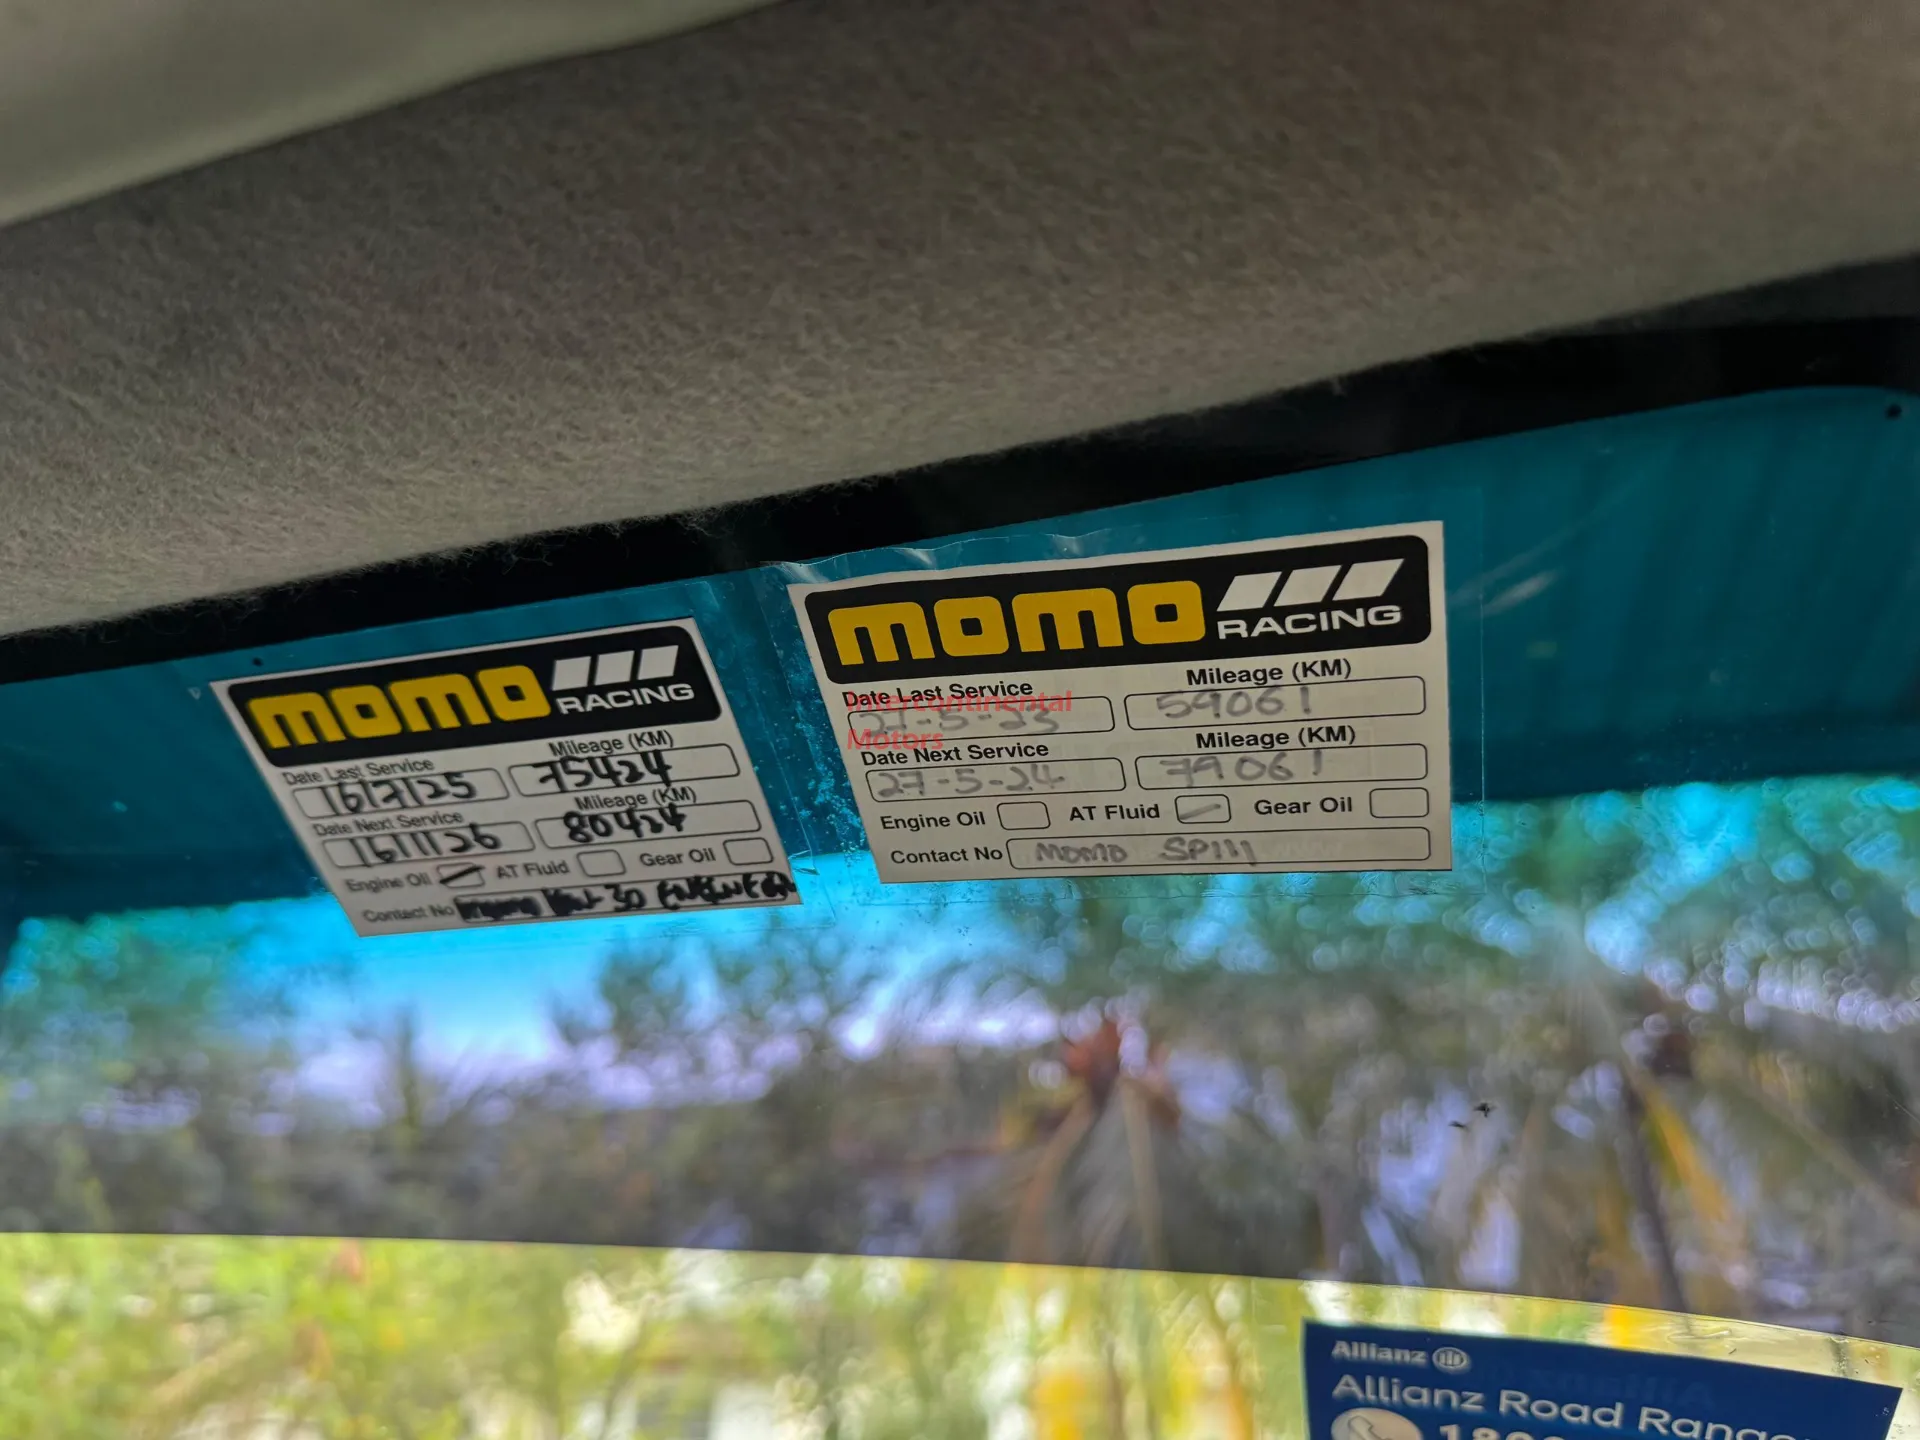 momo RACING
Date Last Service Mileage (KM)
16/7/25 75424
Date Next Service Mileage (KM)
16/1/26 80424
Engine Oil AT Fluid Gear Oil
Contact No 30
momo RACING
Date Last Service Mileage (KM)
27-5-23 59061
Intercontinental
Motors
Date Next Service Mileage (KM)
27-5-24 79061
Engine Oil AT Fluid Gear Oil
Contact No MOMO SP111
Allianz
Allianz Road Range